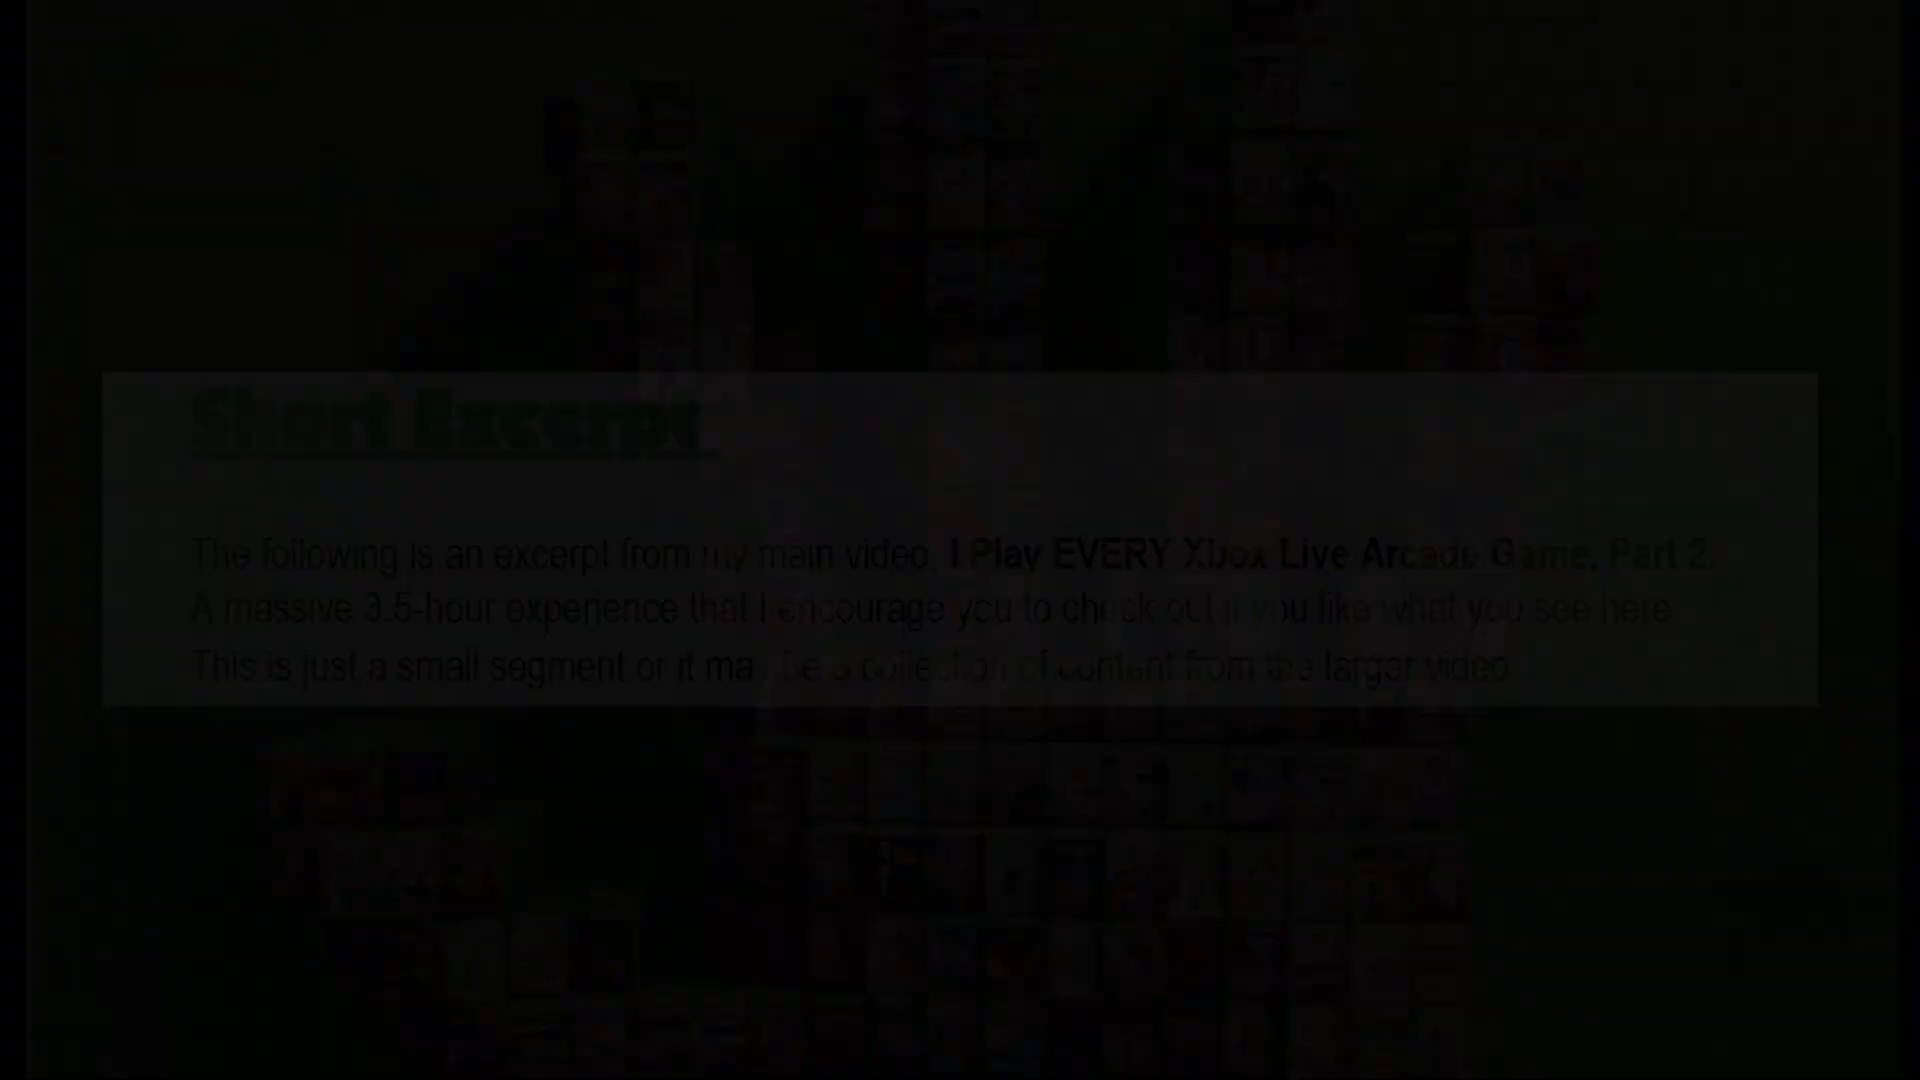 Short Excerpt
The following is an excerpt from my main video, I Play EVERY Xbox Live Arcade Game, Part 2.
A massive 3.5-hour experience that I encourage you to check out if you like what you see here
This is just a small segment or it may be a collection of content from the larger video